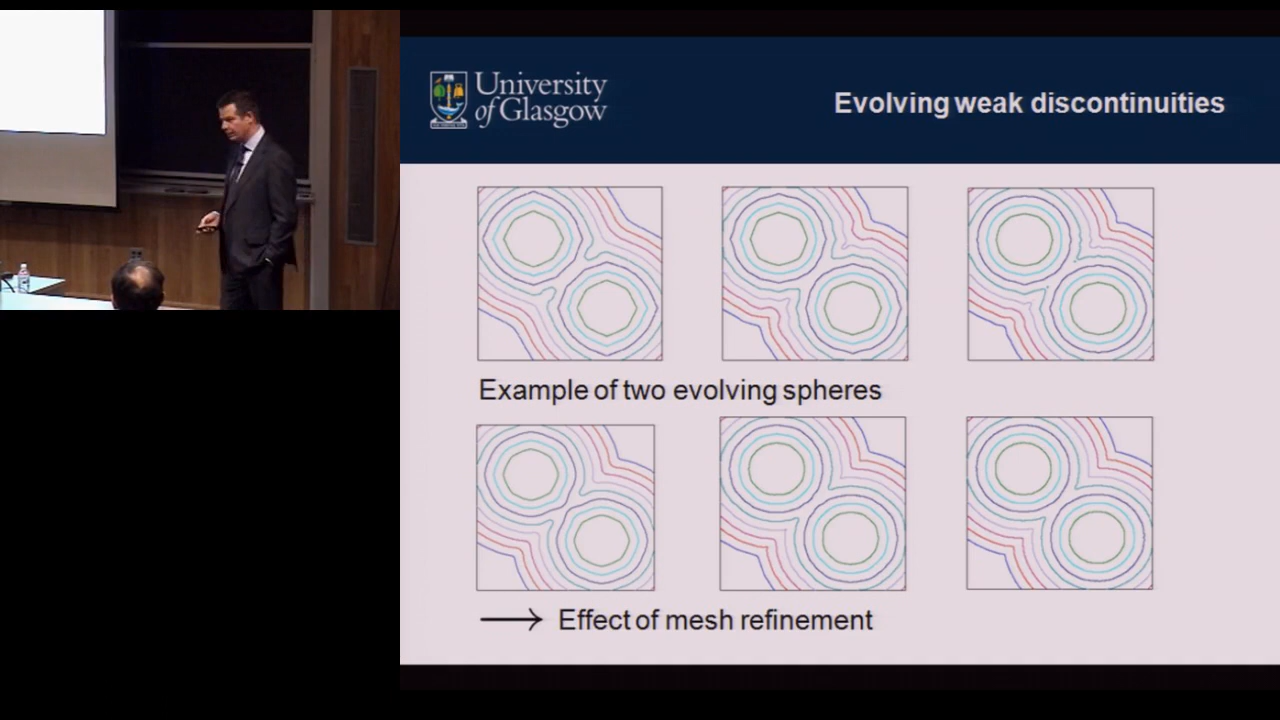 University
of Glasgow
Evolving weak discontinuities
Example of two evolving spheres
Effect of mesh refinement